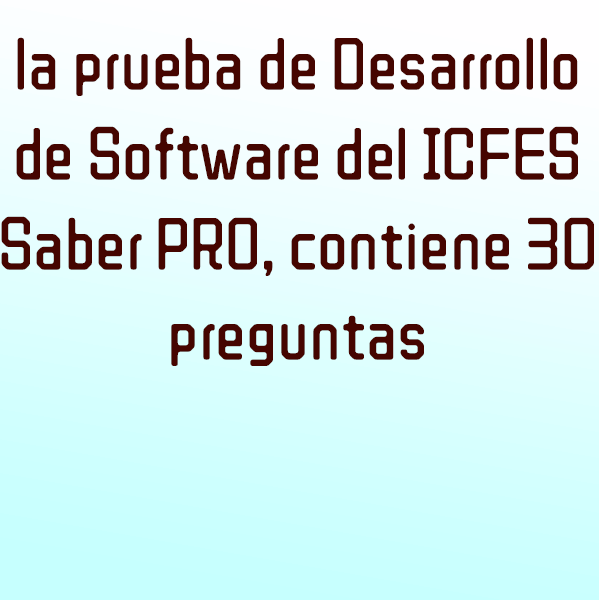 la prueba de Desarrollo
de Software del ICFES
Saber PRO, contiene 30
preguntas